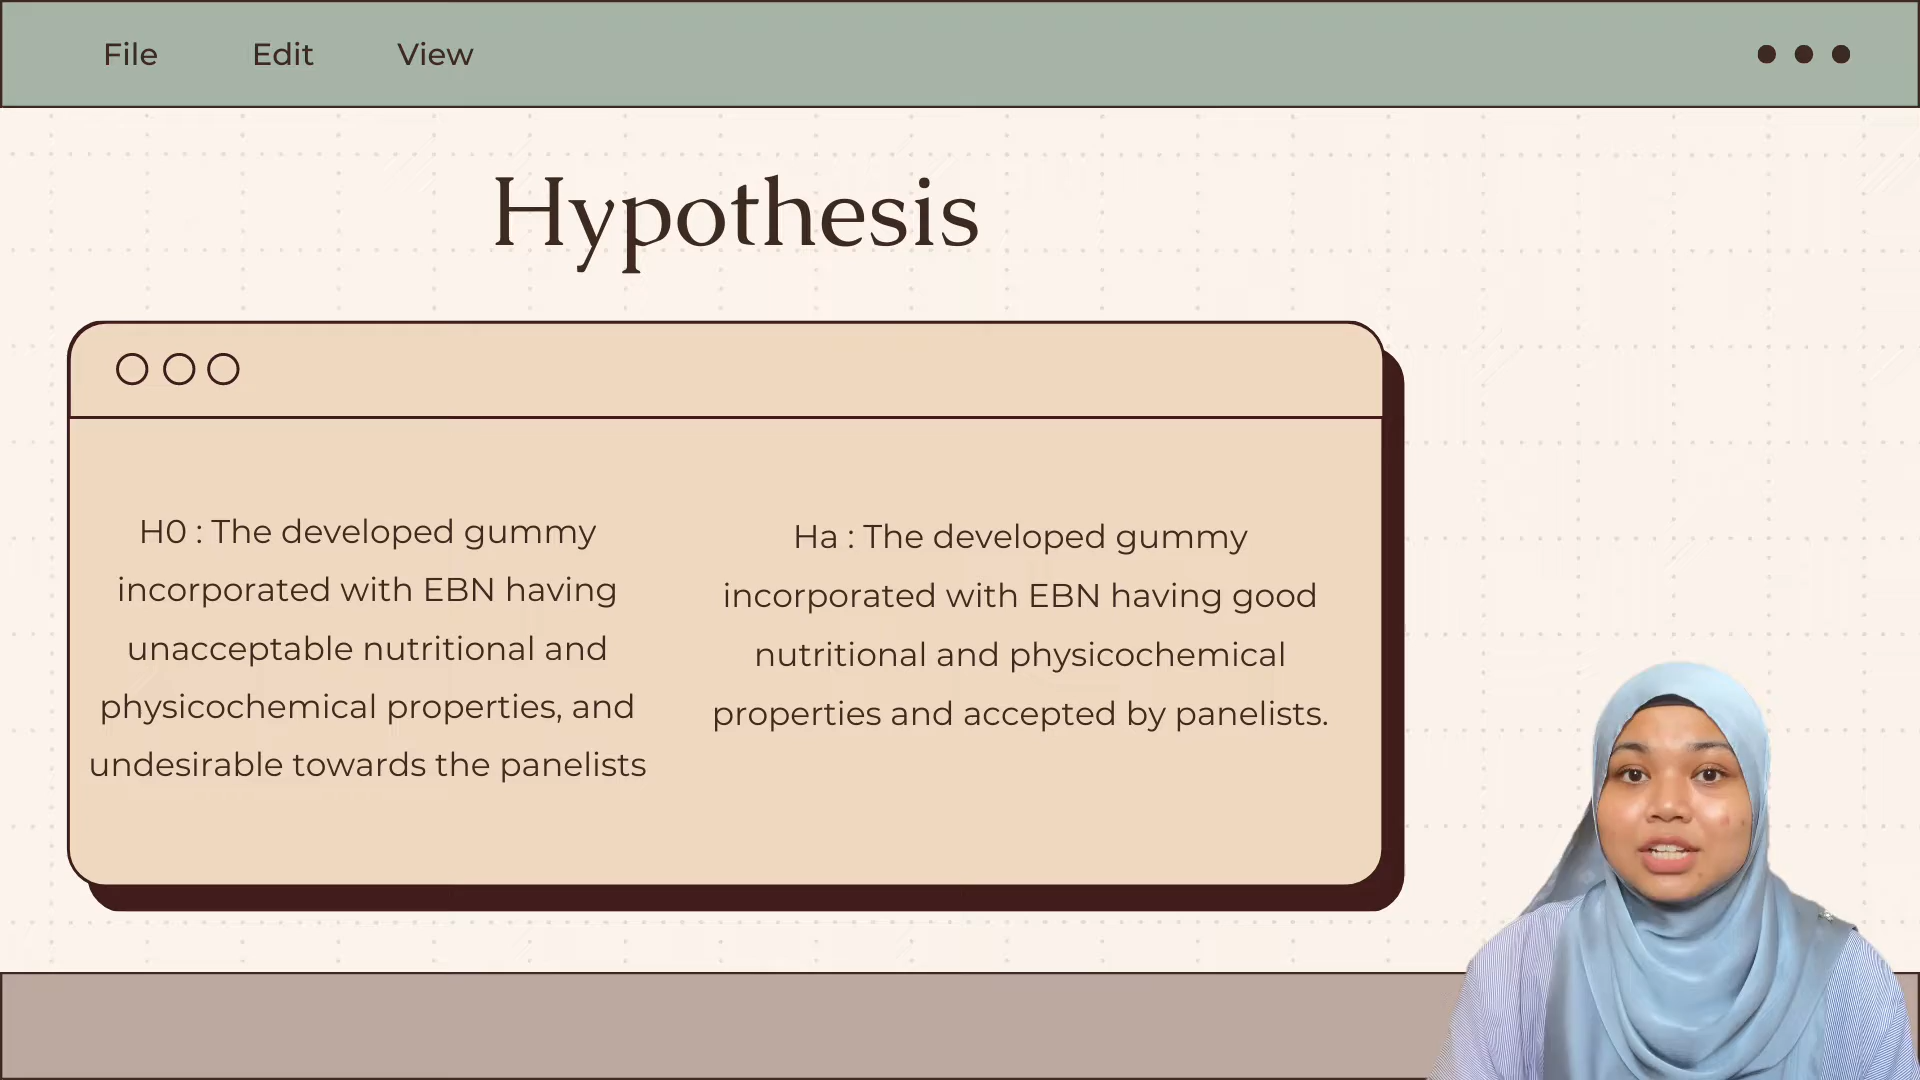 File Edit View
Hypothesis
H0 : The developed gummy
incorporated with EBN having
unacceptable nutritional and
physicochemical properties, and
undesirable towards the panelists
Ha : The developed gummy
incorporated with EBN having good
nutritional and physicochemical
properties and accepted by panelists.